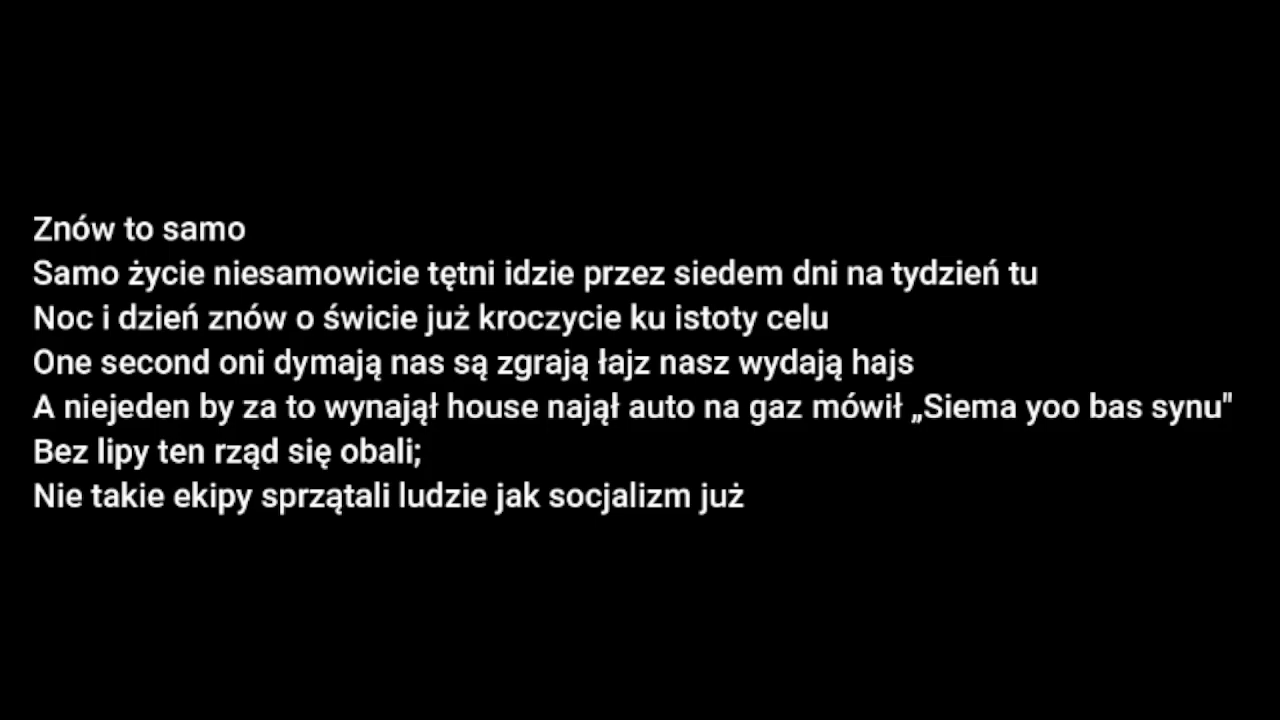 Znów to samo
Samo życie niesamowicie tętni idzie przez siedem dni na tydzień tu
Noc i dzień znów o świcie już kroczycie ku istoty celu
One second oni dymają nas są zgrają łajz nasz wydają hajs
A niejeden by za to wynajął house najął auto na gaz mówił „Siema yoo bas synu"
Bez lipy ten rząd się obali;
Nie takie ekipy sprzątali ludzie jak socjalizm już